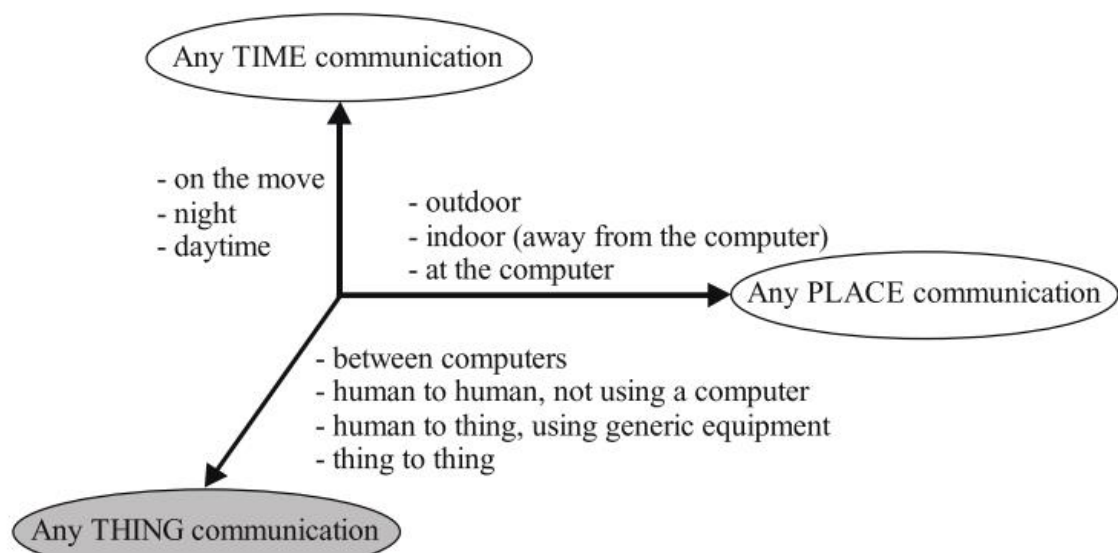 Any TIME communication
- on the move
- night
- daytime
- outdoor
- indoor (away from the computer)
- at the computer
Any PLACE communication
- between computers
- human to human, not using a computer
- human to thing, using generic equipment
- thing to thing
Any THING communication